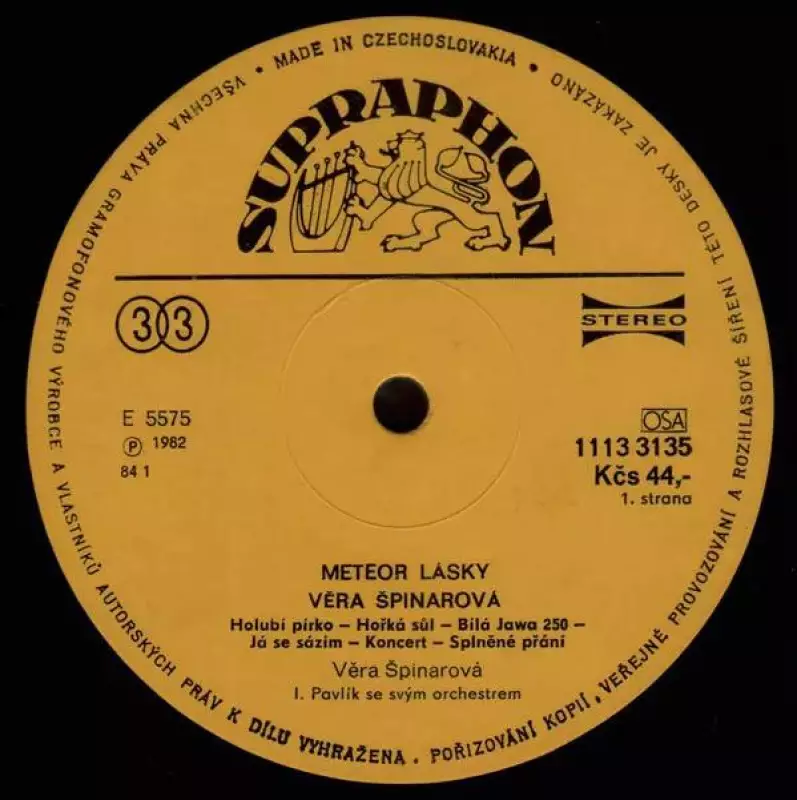 MADE IN CZECHOSLOVAKIA • VŠECHNA PRÁVA GRAMOFONOVÉHO VÝROBCE A VLASTNÍKŮ AUTORSKÝCH PRÁV K DÍLU VYHRAŽENA. POŘIZOVÁNÍ KOPIÍ, VEŘEJNÉ PROVOZOVÁNÍ A ROZHLASOVÉ ŠÍŘENÍ TÉTO DESKY JE ZAKÁZÁNO •
SUPRAPHON
33
STEREO
E 5575
℗ 1982
84 1
OSA
1113 3135
Kčs 44,-
1. strana
METEOR LÁSKY
VĚRA ŠPINAROVÁ
Holubí pírko – Hořká sůl – Bílá Jawa 250 –
Já se sázím – Koncert – Splněné přání
Věra Špinarová
I. Pavlík se svým orchestrem